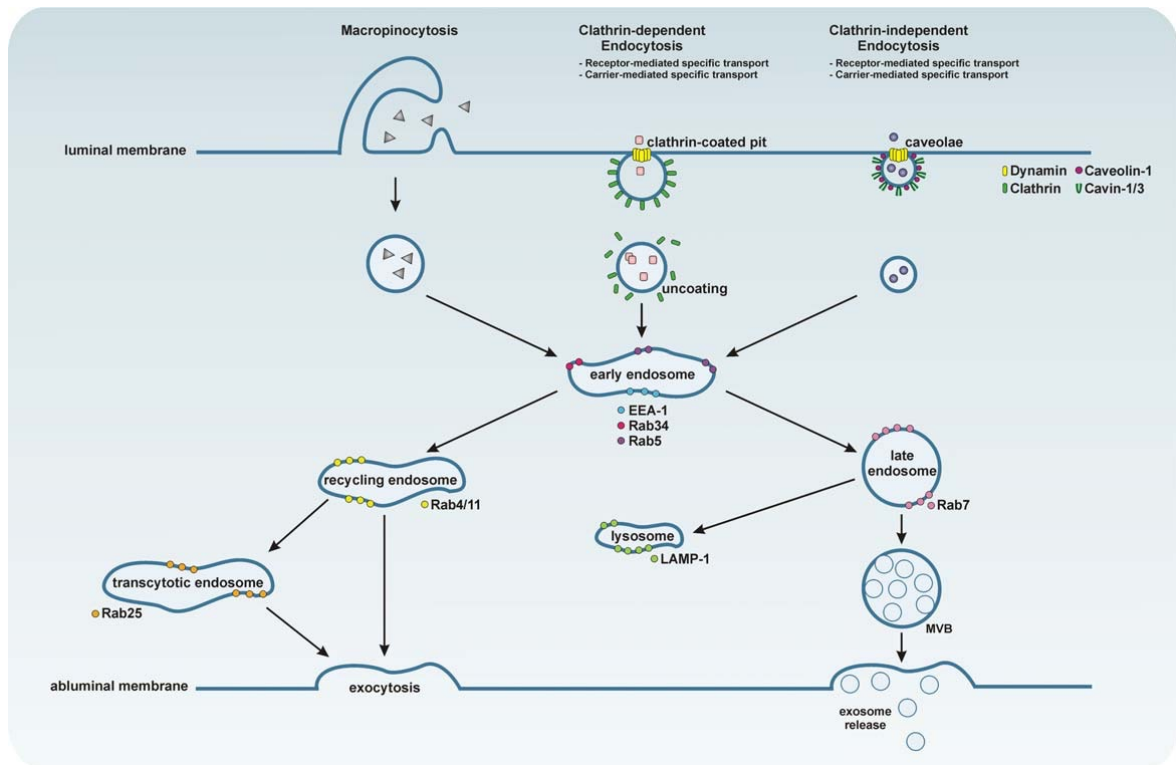 Macropinocytosis
Clathrin-dependent
Endocytosis
- Receptor-mediated specific transport
- Carrier-mediated specific transport
Clathrin-independent
Endocytosis
- Receptor-mediated specific transport
- Carrier-mediated specific transport
luminal membrane
clathrin-coated pit
caveolae
Dynamin
Caveolin-1
Clathrin
Cavin-1/3
uncoating
early endosome
EEA-1
Rab34
Rab5
recycling endosome
Rab4/11
late
endosome
Rab7
lysosome
LAMP-1
transcytotic endosome
Rab25
MVB
abluminal membrane
exocytosis
exosome
release